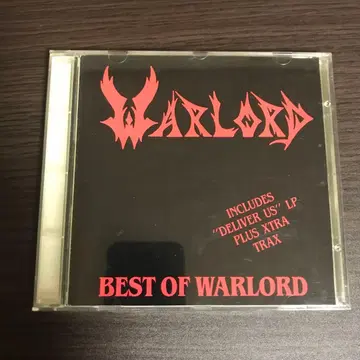 WARLORD
INCLUDES
"DELIVER US" LP
PLUS XTRA
TRAX
BEST OF WARLORD